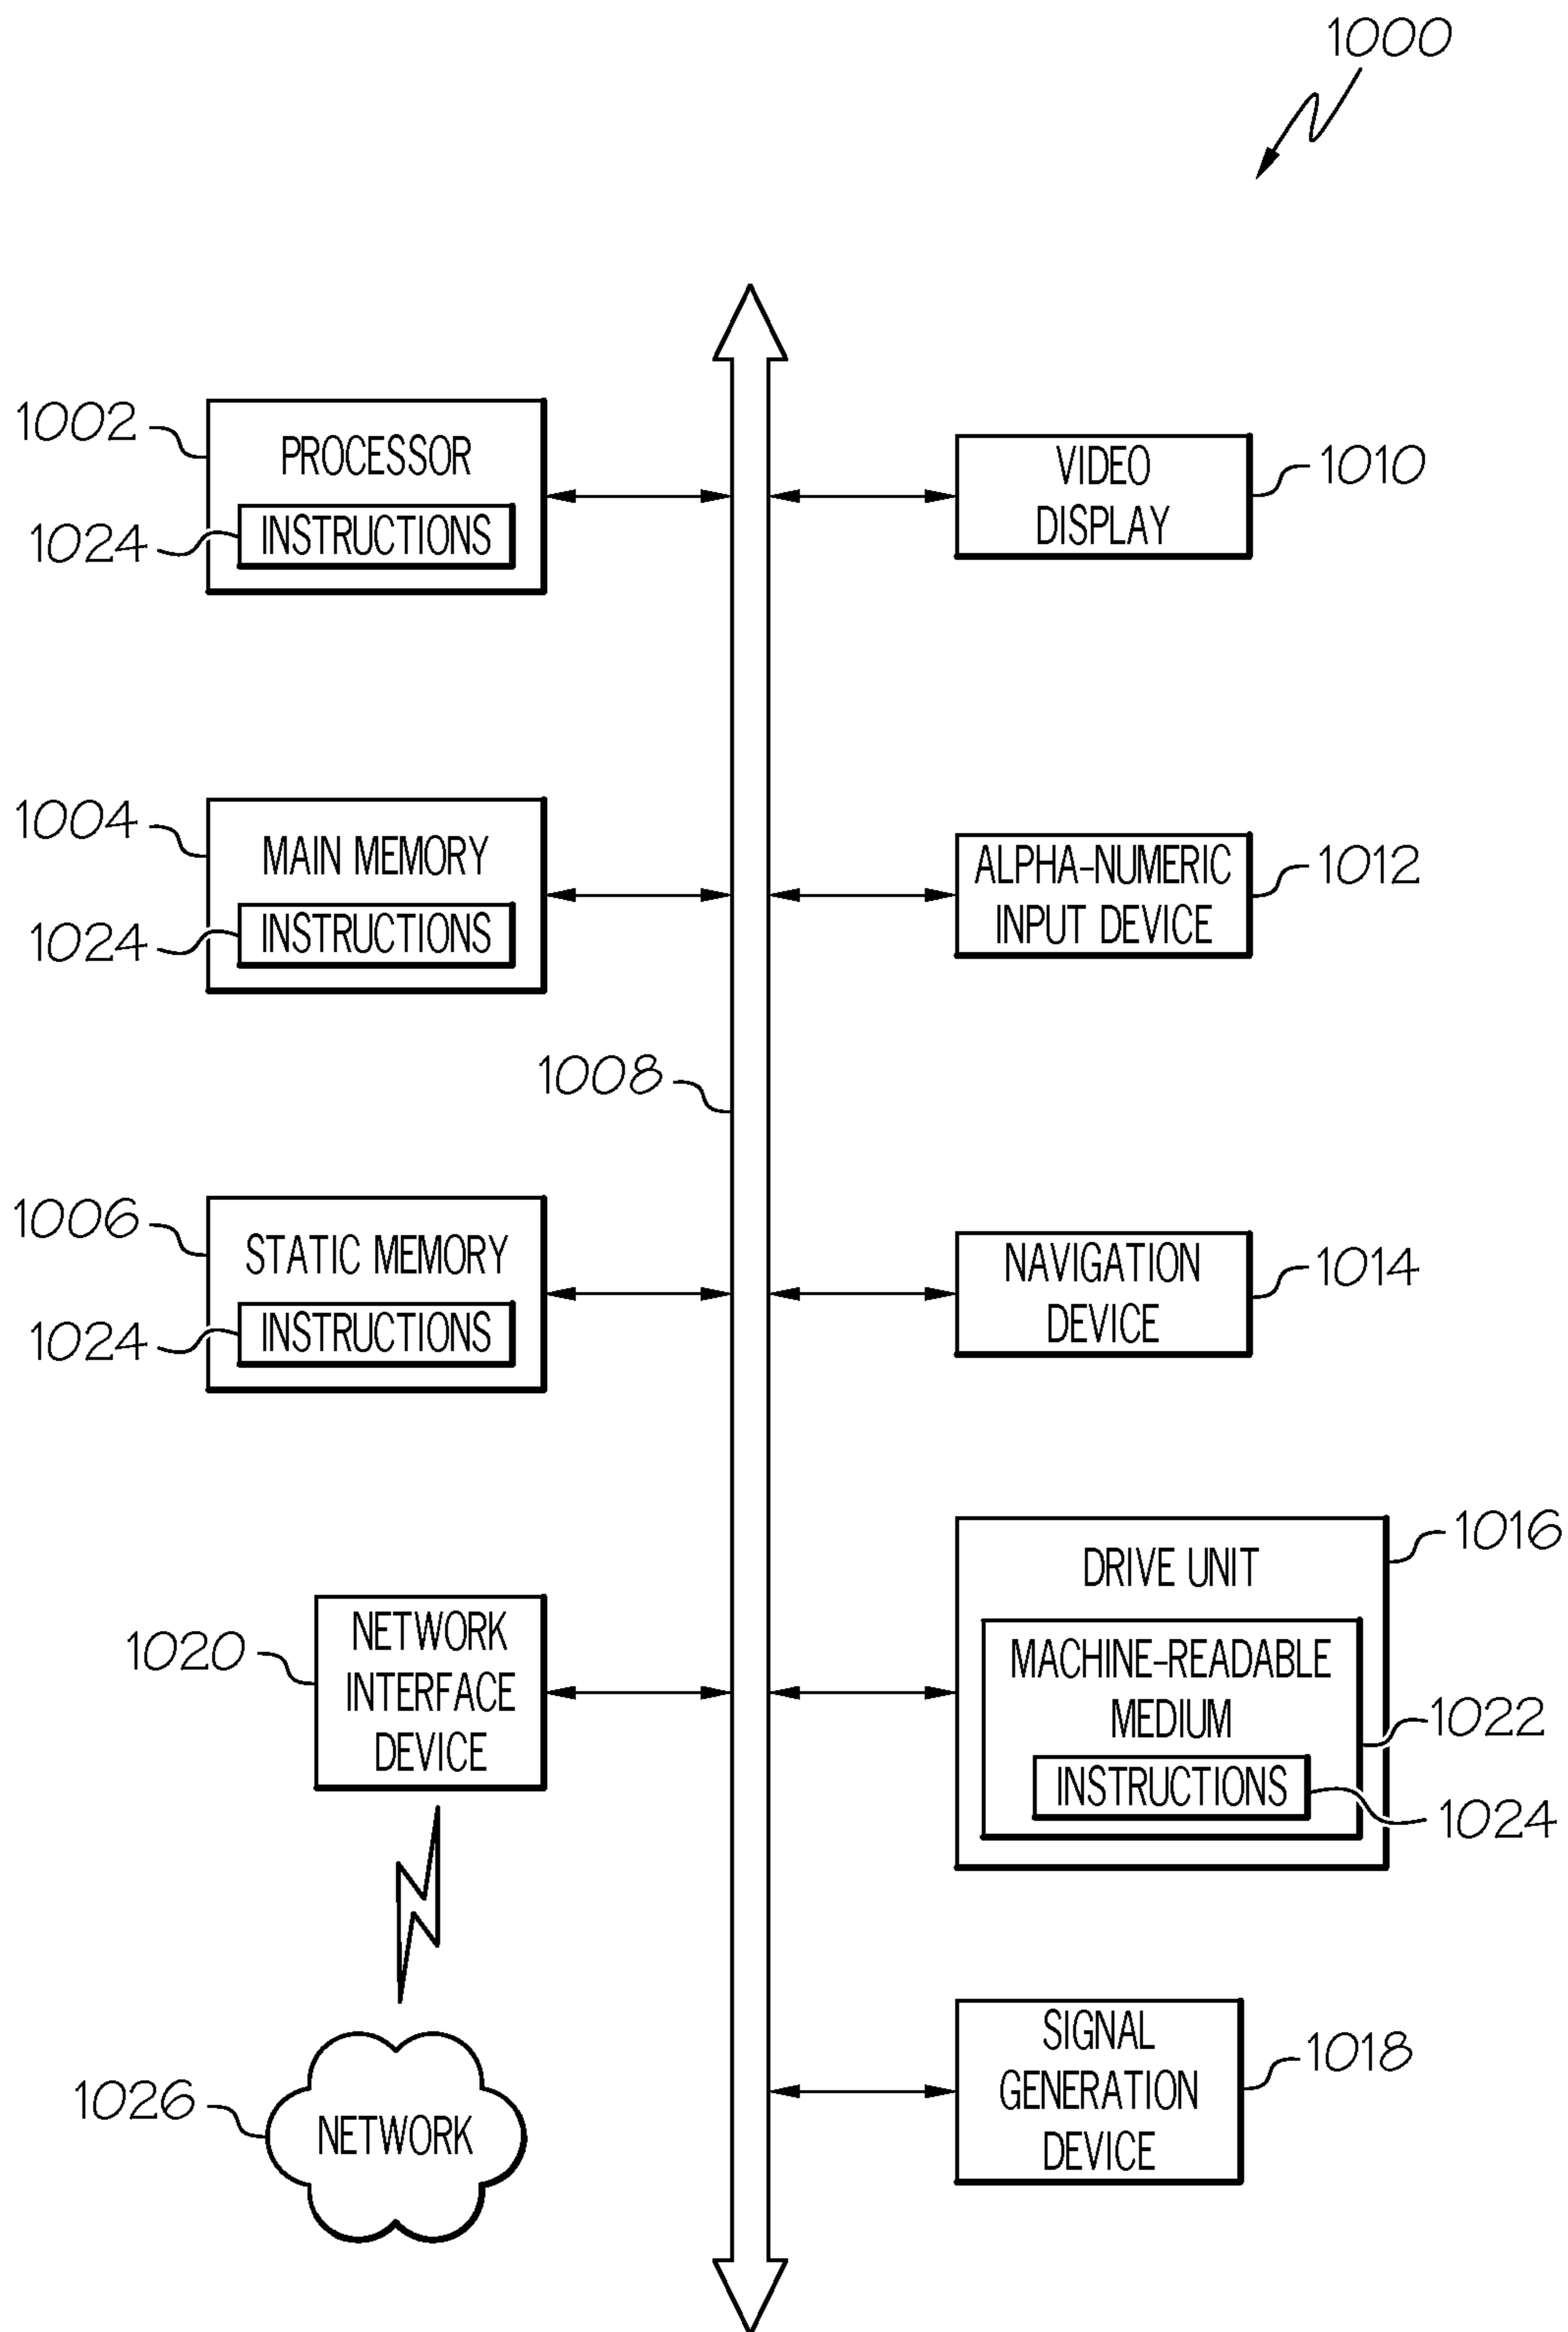 1000
1002
PROCESSOR
1024
INSTRUCTIONS
VIDEO
DISPLAY
1010
1004
MAIN MEMORY
1024
INSTRUCTIONS
ALPHA-NUMERIC
INPUT DEVICE
1012
1008
1006
STATIC MEMORY
1024
INSTRUCTIONS
NAVIGATION
DEVICE
1014
1020
NETWORK
INTERFACE
DEVICE
DRIVE UNIT
1016
MACHINE-READABLE
MEDIUM
1022
INSTRUCTIONS
1024
1026
NETWORK
SIGNAL
GENERATION
DEVICE
1018